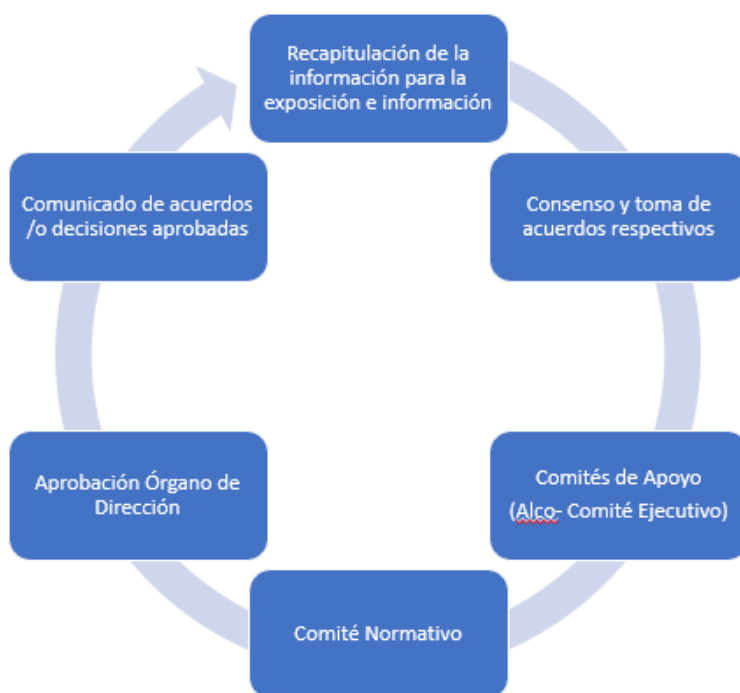 Recapitulación de la
información para la
exposición e información
Consenso y toma de
acuerdos respectivos
Comités de Apoyo
(Alco- Comité Ejecutivo)
Comité Normativo
Aprobación Órgano de
Dirección
Comunicado de acuerdos
/o decisiones aprobadas